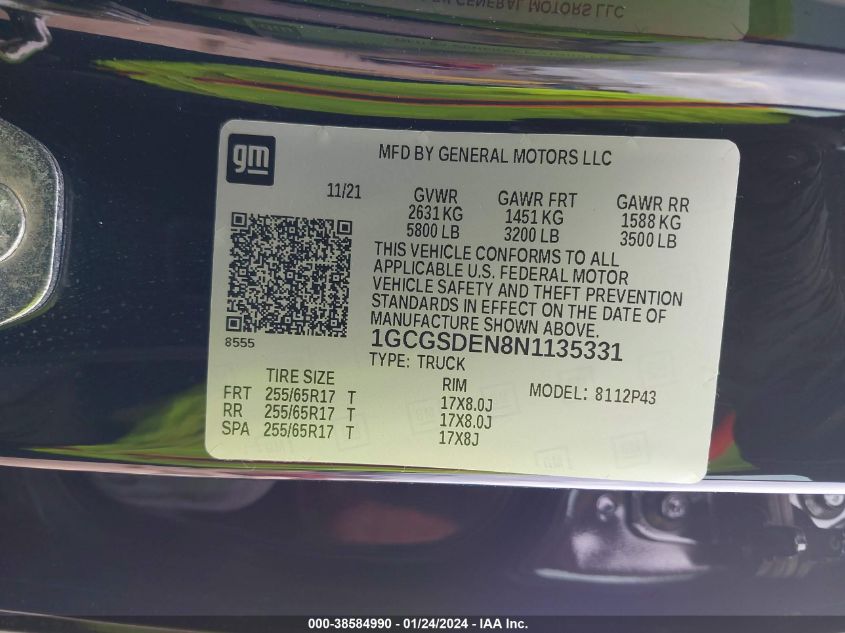 BY GENERAL MOTORS LLC
gm
MFD BY GENERAL MOTORS LLC
11/21
GVWR GAWR FRT GAWR RR
2631 KG 1451 KG 1588 KG
5800 LB 3200 LB 3500 LB
THIS VEHICLE CONFORMS TO ALL
APPLICABLE U.S. FEDERAL MOTOR
VEHICLE SAFETY AND THEFT PREVENTION
STANDARDS IN EFFECT ON THE DATE OF
MANUFACTURE SHOWN ABOVE.
8555
1GCGSDEN8N1135331
TYPE: TRUCK
TIRE SIZE RIM MODEL: 8112P43
FRT 255/65R17 T 17X8.0J
RR 255/65R17 T 17X8.0J
SPA 255/65R17 T 17X8J
000-38584990 - 01/24/2024 - IAA Inc.